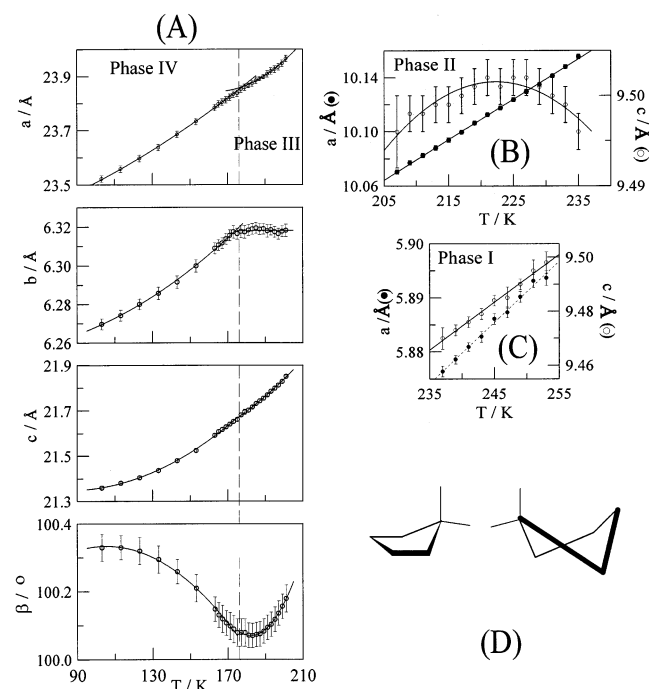 (A)
Phase IV
Phase III
a / Å
23.9
23.7
23.5
b / Å
6.32
6.30
6.28
6.26
c / Å
21.9
21.7
21.5
21.3
β / °
100.4
100.2
100.0
90 130 170 210
T / K
Phase II
(B)
a / Å (●)
10.14
10.10
10.06
c / Å (○)
9.50
9.49
205 215 225 235
T / K
Phase I
(C)
a / Å (●)
5.90
5.89
5.88
c / Å (○)
9.50
9.48
9.46
235 245 255
T / K
(D)